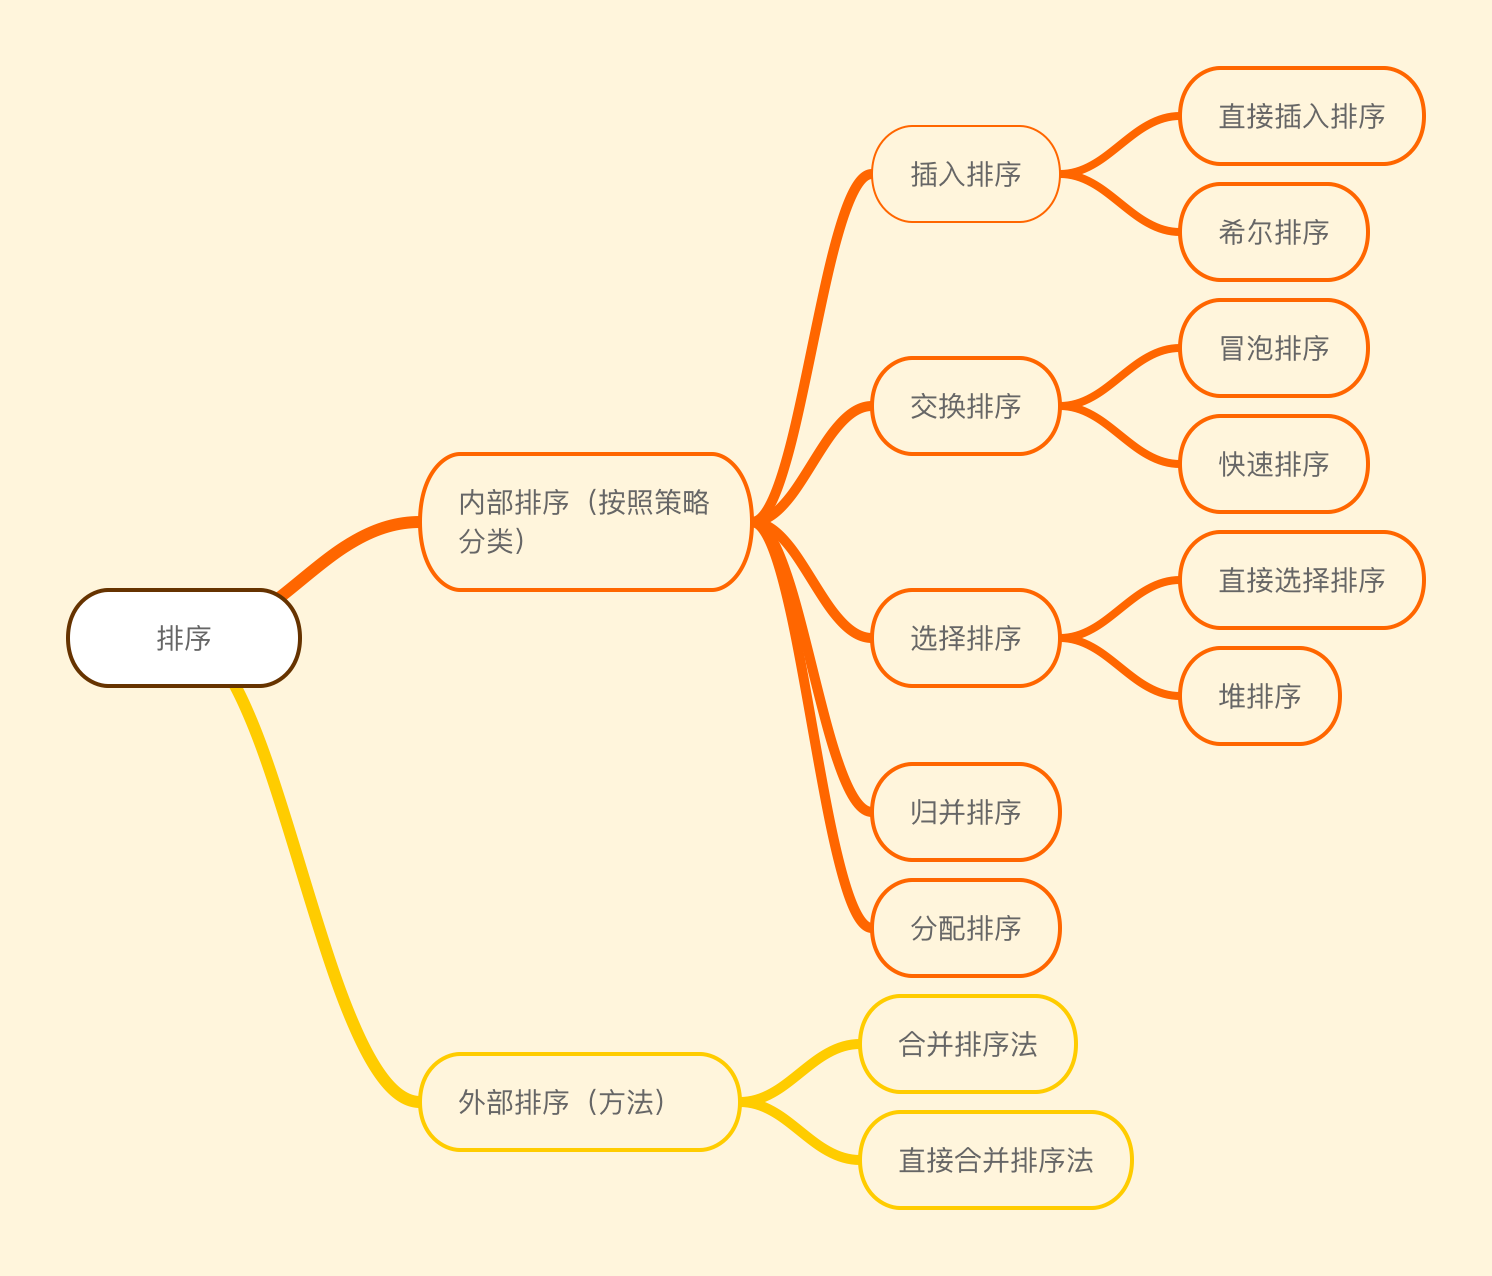 排序
内部排序（按照策略
分类）
插入排序
直接插入排序
希尔排序
交换排序
冒泡排序
快速排序
选择排序
直接选择排序
堆排序
归并排序
分配排序
外部排序（方法）
合并排序法
直接合并排序法